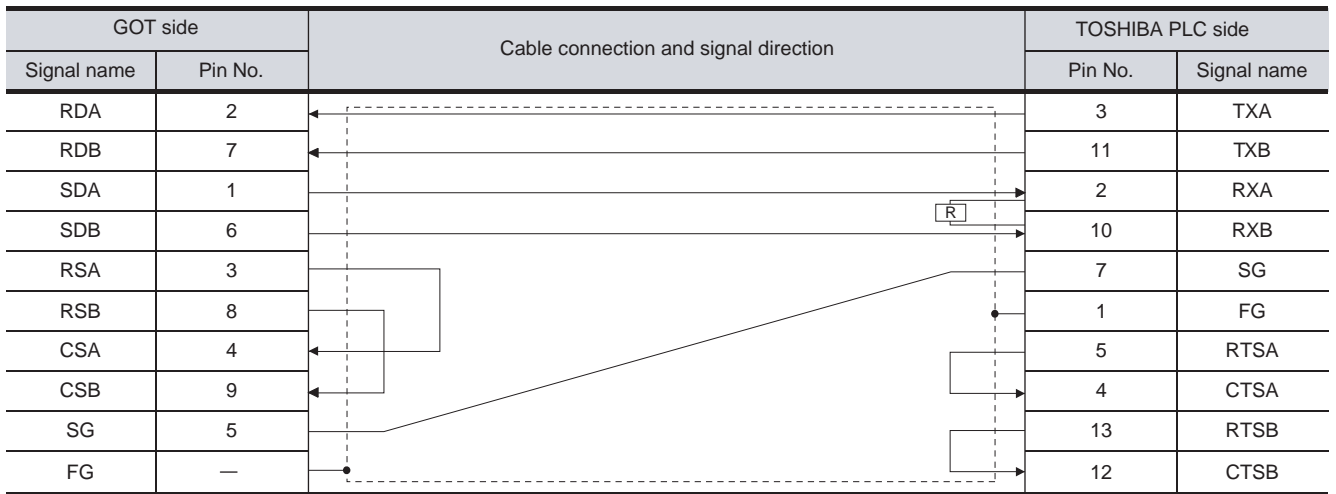 GOT side Cable connection and signal direction TOSHIBA PLC side
Signal name Pin No. Pin No. Signal name
RDA 2 3 TXA
RDB 7 11 TXB
SDA 1 2 RXA
R
SDB 6 10 RXB
RSA 3 7 SG
RSB 8 1 FG
CSA 4 5 RTSA
CSB 9 4 CTSA
SG 5 13 RTSB
FG — 12 CTSB